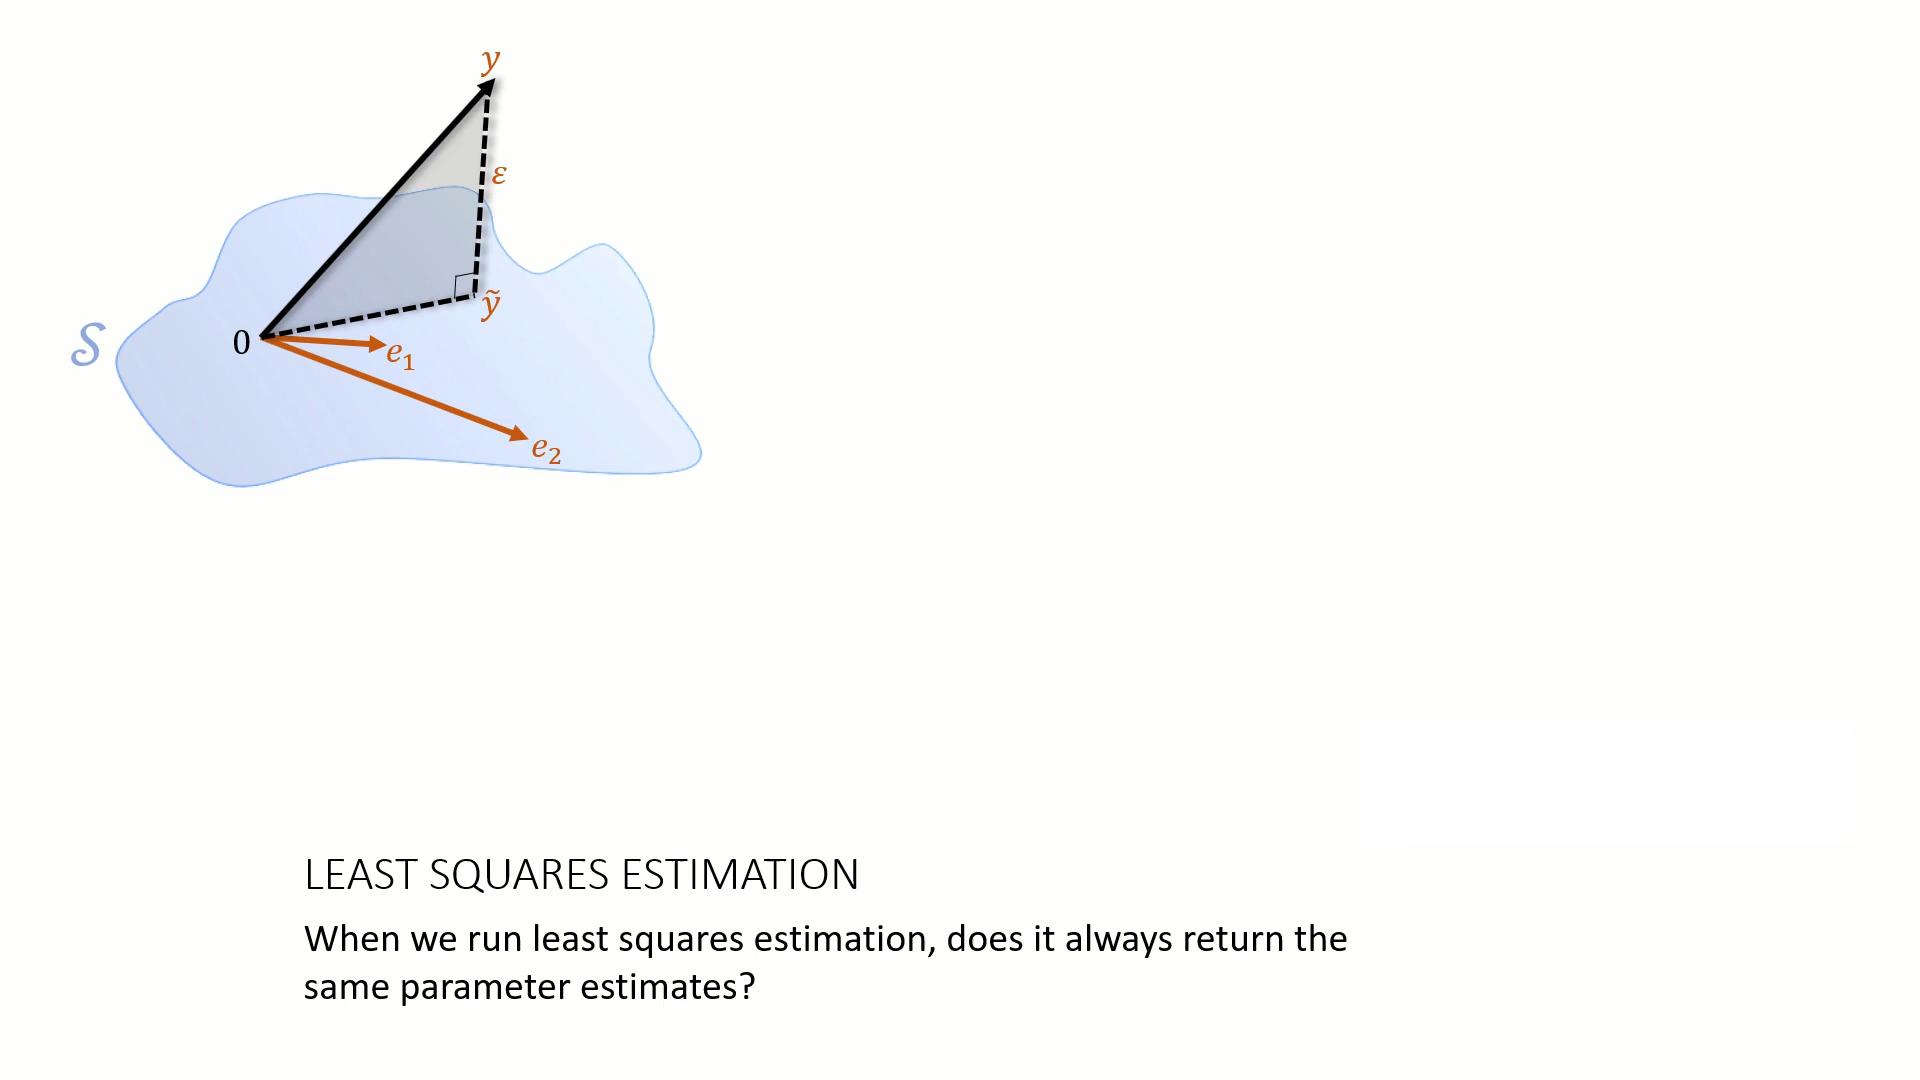 y
ε
ỹ
𝒮
0
e₁
e₂
LEAST SQUARES ESTIMATION
When we run least squares estimation, does it always return the
same parameter estimates?